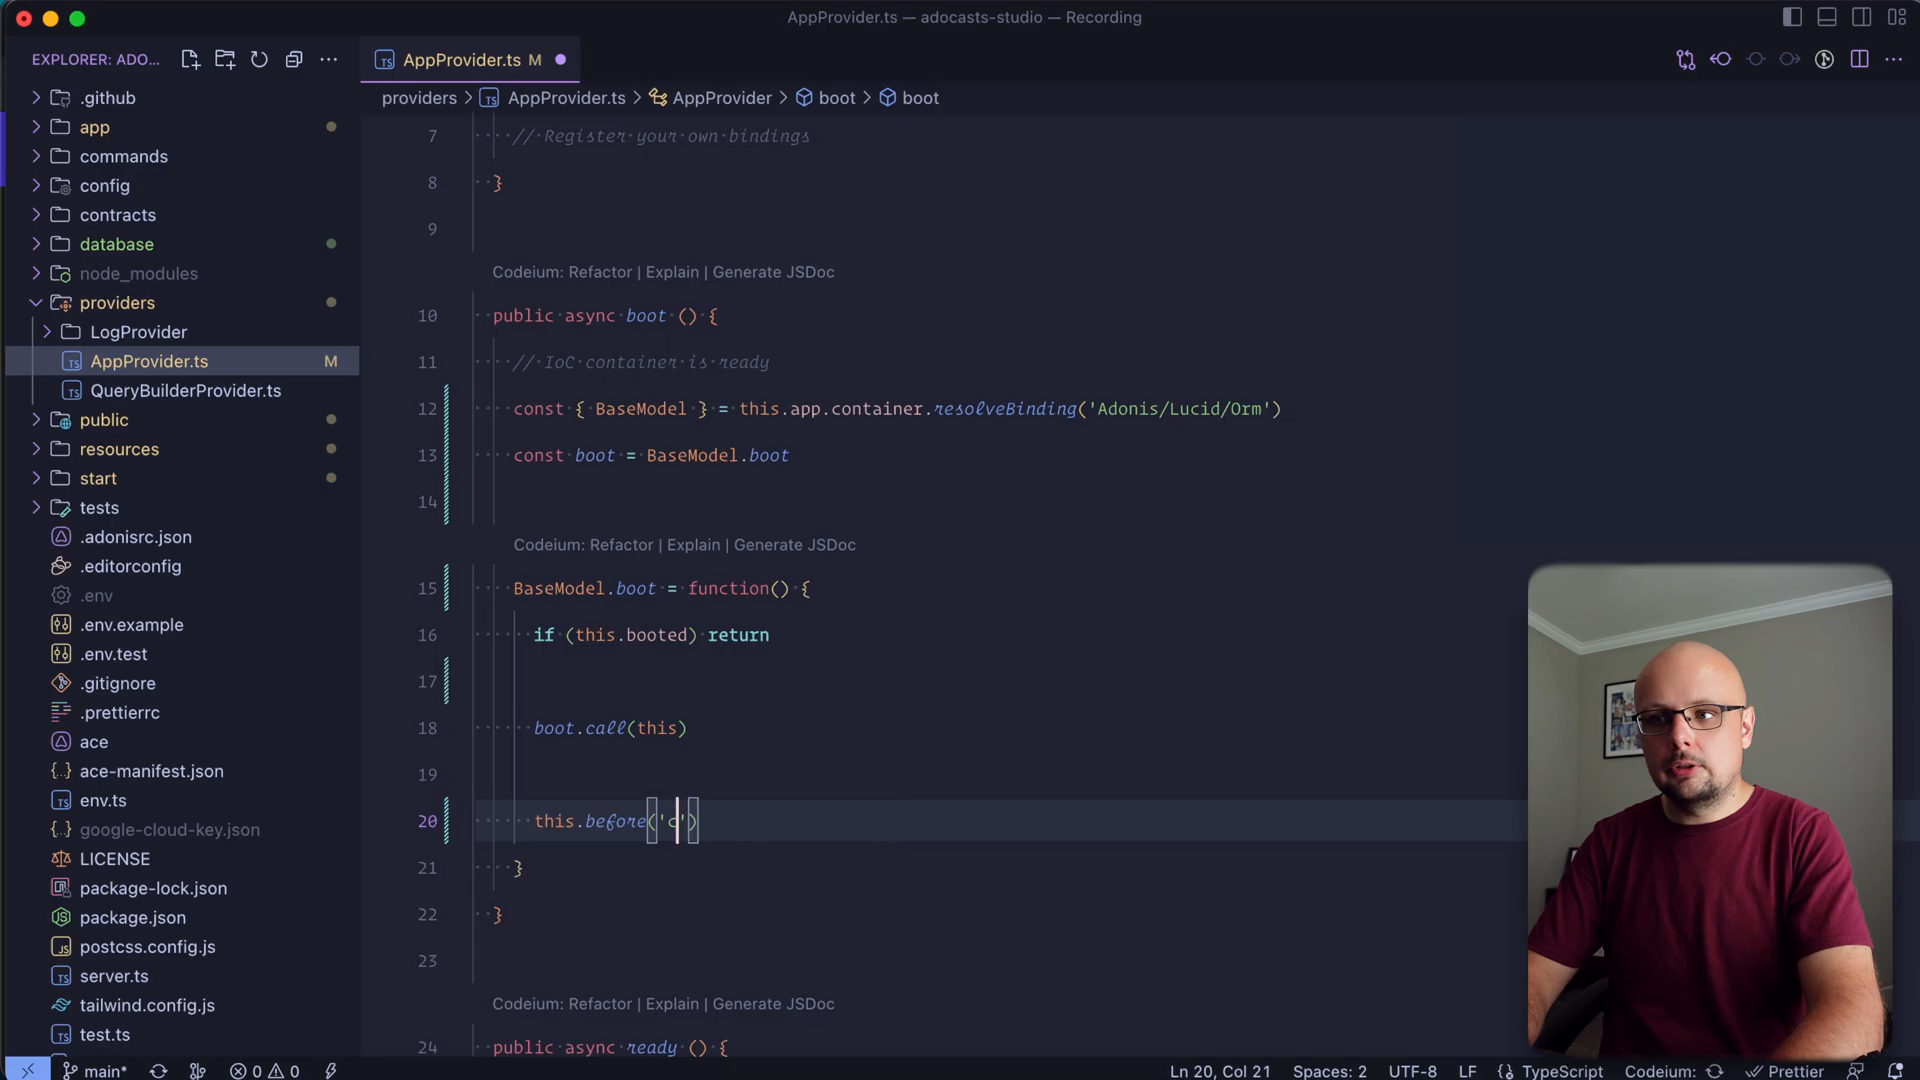 AppProvider.ts — adocasts-studio — Recording
EXPLORER: ADO...
AppProvider.ts M
providers > AppProvider.ts > AppProvider > boot > boot
.github
app
commands
config
contracts
database
node_modules
providers
LogProvider
AppProvider.ts M
QueryBuilderProvider.ts
public
resources
start
tests
.adonisrc.json
.editorconfig
.env
.env.example
.env.test
.gitignore
.prettierrc
ace
ace-manifest.json
env.ts
google-cloud-key.json
LICENSE
package-lock.json
package.json
postcss.config.js
server.ts
tailwind.config.js
test.ts
7 // Register your own bindings
8 }
9
Codeium: Refactor | Explain | Generate JSDoc
10 public async boot () {
11 // IoC container is ready
12 const { BaseModel } = this.app.container.resolveBinding('Adonis/Lucid/Orm')
13 const boot = BaseModel.boot
14
Codeium: Refactor | Explain | Generate JSDoc
15 BaseModel.boot = function() {
16 if (this.booted) return
17
18 boot.call(this)
19
20 this.before('c')
21 }
22 }
23
Codeium: Refactor | Explain | Generate JSDoc
24 public async ready () {
main* 0 0 Ln 20, Col 21 Spaces: 2 UTF-8 LF TypeScript Codeium: Prettier